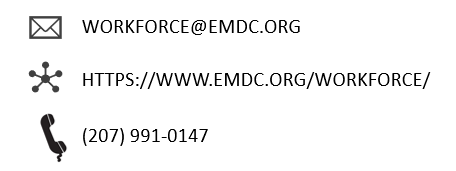 WORKFORCE@EMDC.ORG
HTTPS://WWW.EMDC.ORG/WORKFORCE/
(207) 991-0147